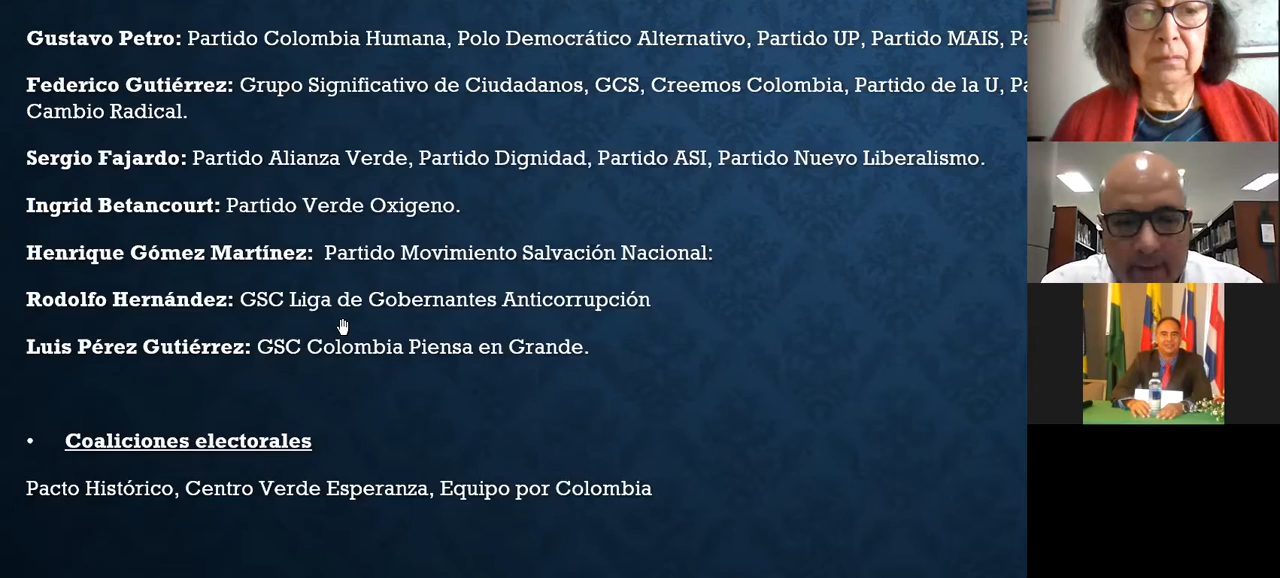 Gustavo Petro: Partido Colombia Humana, Polo Democrático Alternativo, Partido UP, Partido MAIS,
Federico Gutiérrez: Grupo Significativo de Ciudadanos, GCS, Creemos Colombia, Partido de la U,
Cambio Radical.
Sergio Fajardo: Partido Alianza Verde, Partido Dignidad, Partido ASI, Partido Nuevo Liberalismo.
Ingrid Betancourt: Partido Verde Oxigeno.
Henrique Gómez Martínez: Partido Movimiento Salvación Nacional:
Rodolfo Hernández: GSC Liga de Gobernantes Anticorrupción
Luis Pérez Gutiérrez: GSC Colombia Piensa en Grande.
• Coaliciones electorales
Pacto Histórico, Centro Verde Esperanza, Equipo por Colombia